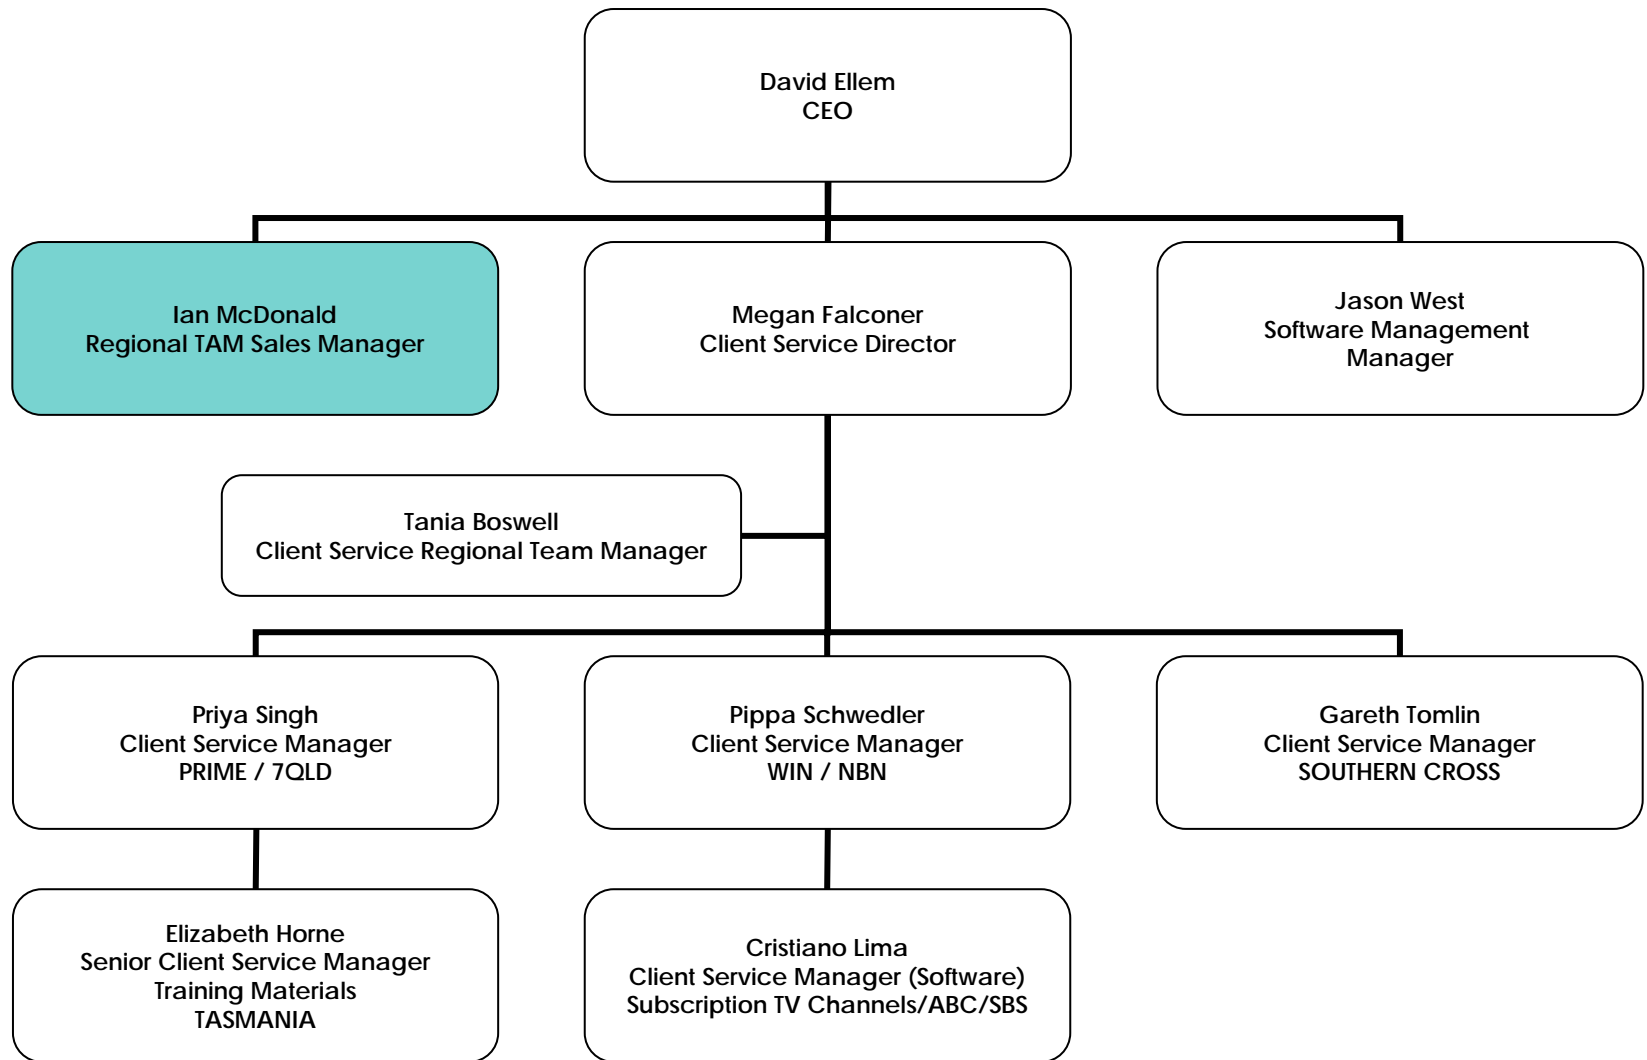 David Ellem
CEO
Ian McDonald
Regional TAM Sales Manager
Megan Falconer
Client Service Director
Jason West
Software Management
Manager
Tania Boswell
Client Service Regional Team Manager
Priya Singh
Client Service Manager
PRIME / 7QLD
Pippa Schwedler
Client Service Manager
WIN / NBN
Gareth Tomlin
Client Service Manager
SOUTHERN CROSS
Elizabeth Horne
Senior Client Service Manager
Training Materials
TASMANIA
Cristiano Lima
Client Service Manager (Software)
Subscription TV Channels/ABC/SBS